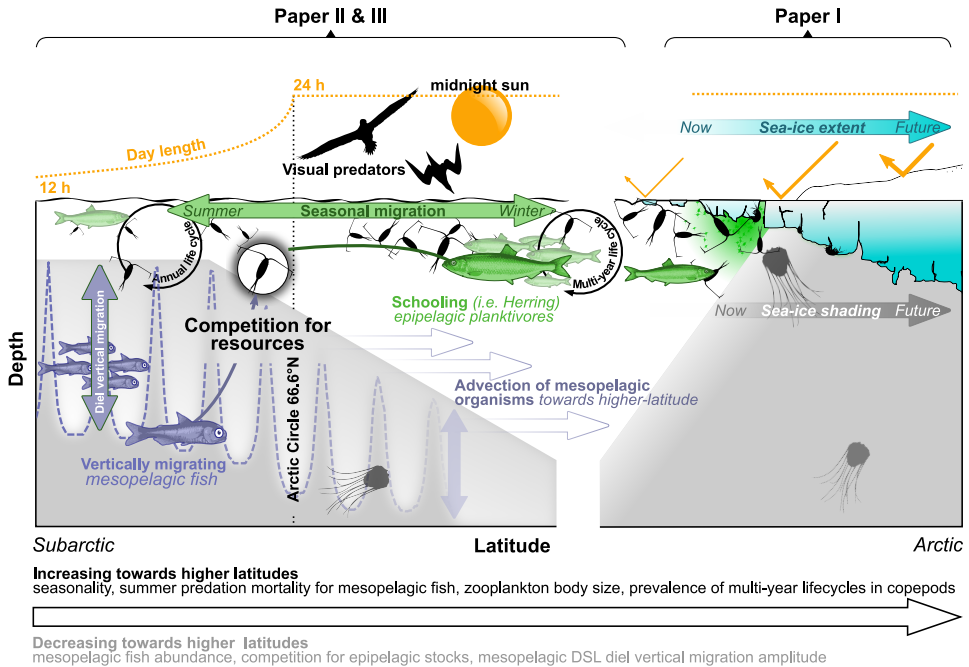 Paper II & III
Paper I
24 h
midnight sun
Day length
Visual predators
12 h
Now
Sea-ice extent
Future
Summer
Seasonal migration
Winter
Annual life cycle
Multi-year life cycle
Schooling (i.e. Herring)
epipelagic planktivores
Now
Sea-ice shading
Future
Competition for
resources
Depth
Diel vertical migration
Arctic Circle 66.6°N
Advection of mesopelagic
organisms towards higher-latitude
Vertically migrating
mesopelagic fish
Subarctic
Latitude
Arctic
Increasing towards higher latitudes
seasonality, summer predation mortality for mesopelagic fish, zooplankton body size, prevalence of multi-year lifecycles in copepods
Decreasing towards higher latitudes
mesopelagic fish abundance, competition for epipelagic stocks, mesopelagic DSL diel vertical migration amplitude